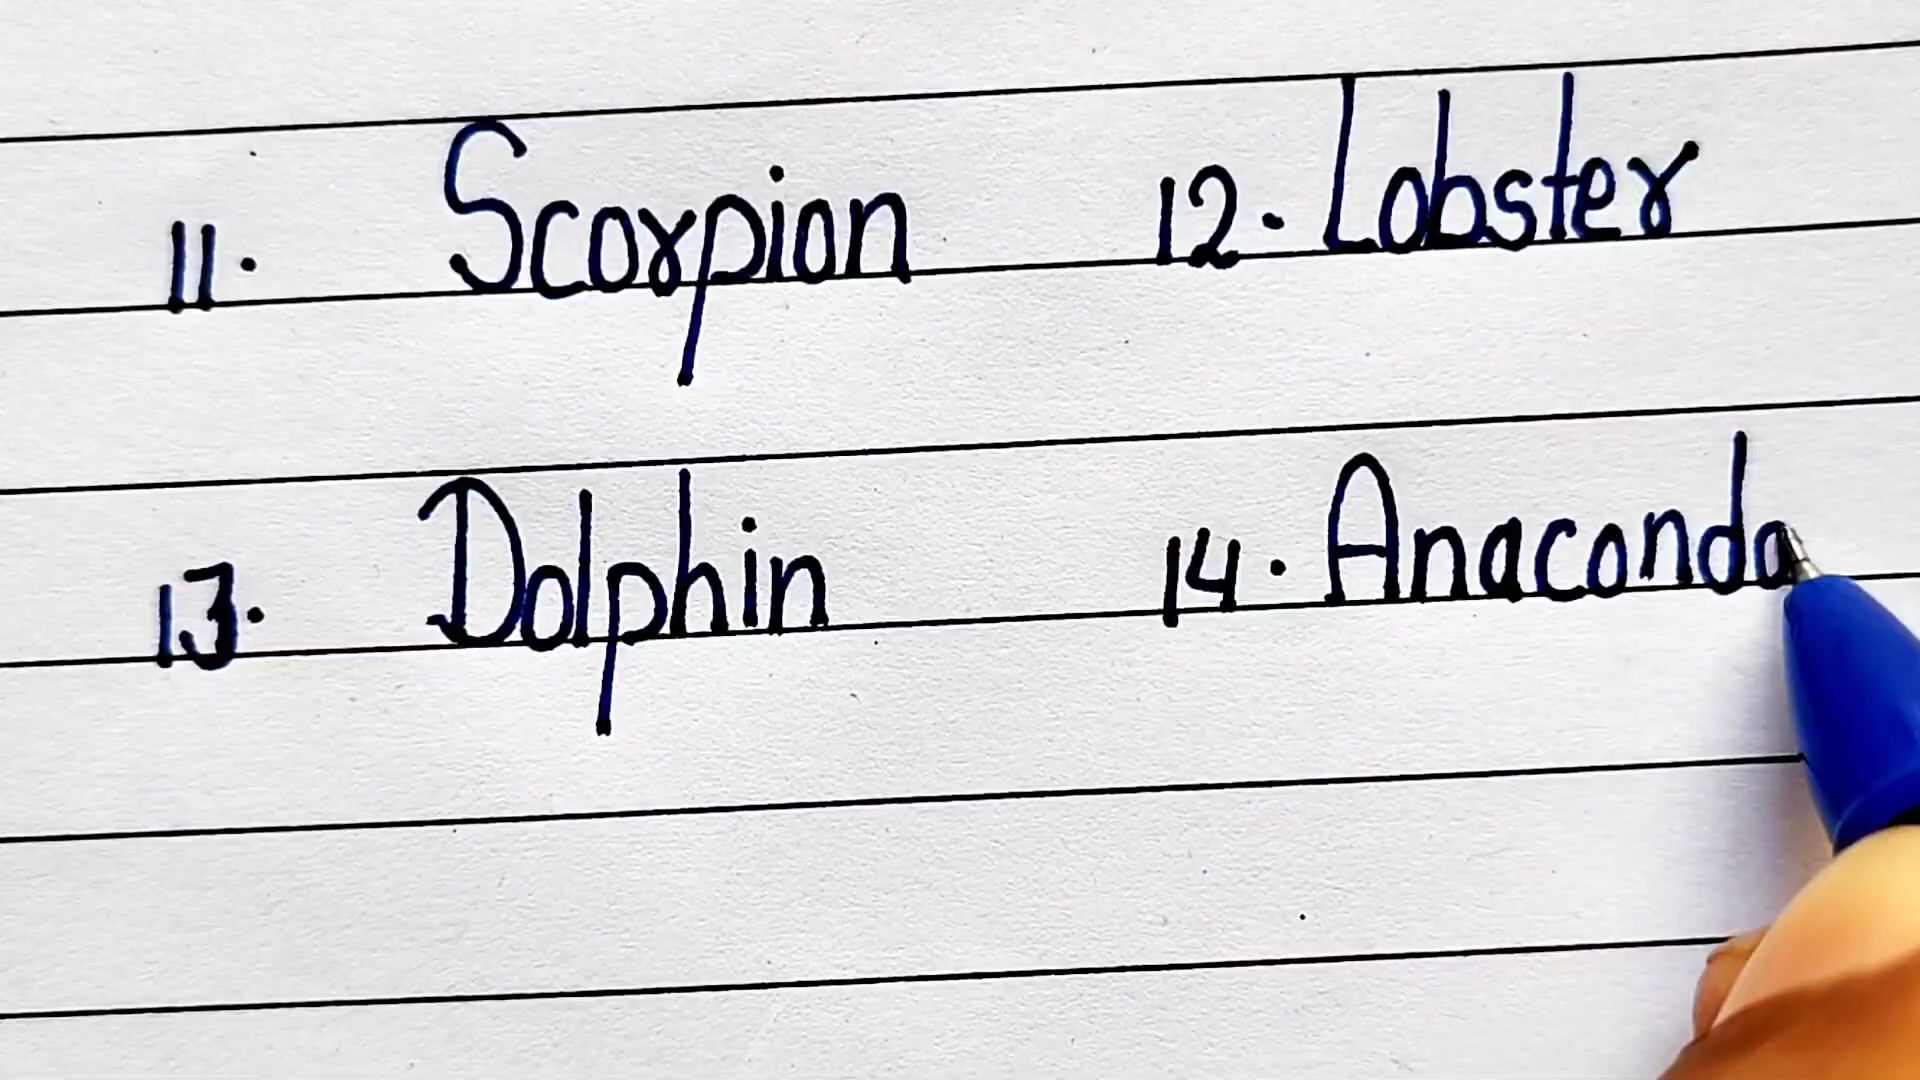 11. Scorpion 12. Lobster
13. Dolphin 14. Anaconda